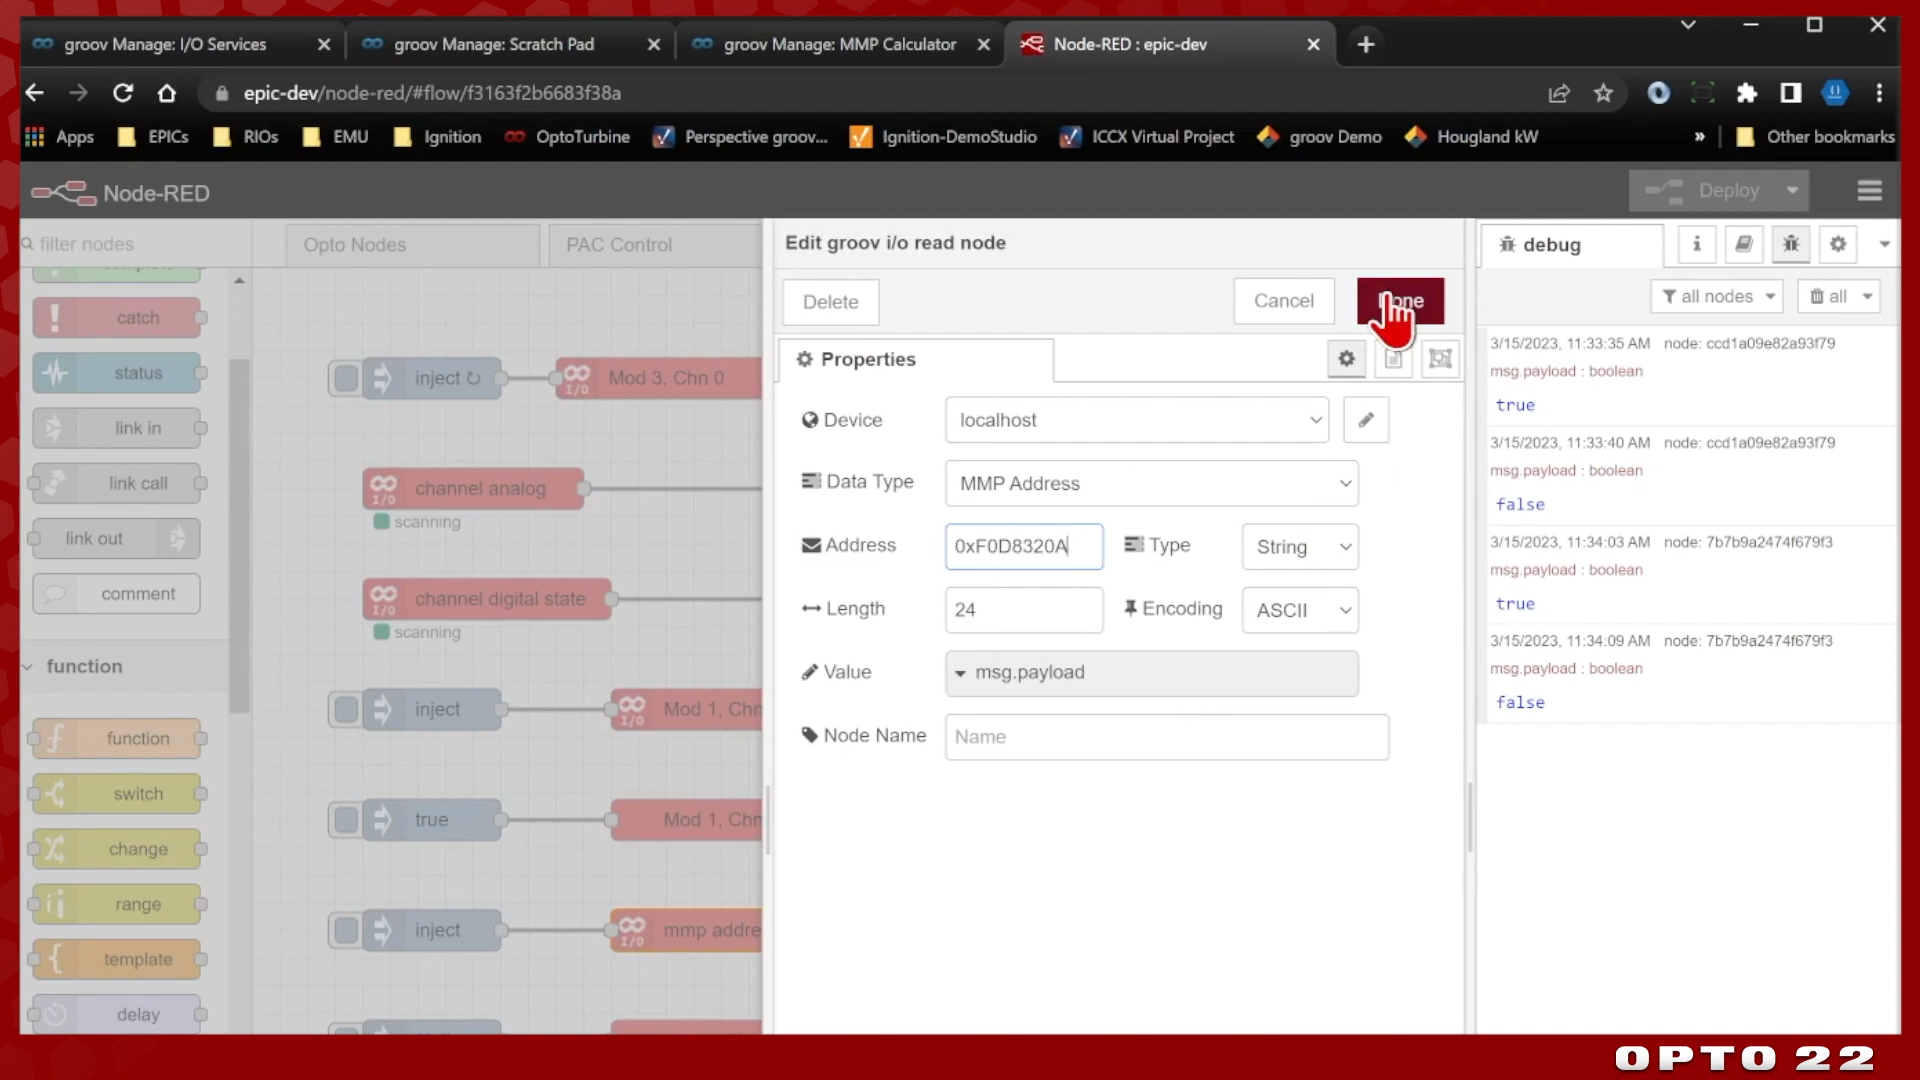 groov Manage: I/O Services
groov Manage: Scratch Pad
groov Manage: MMP Calculator
Node-RED : epic-dev
epic-dev/node-red/#flow/f3163f2b6683f38a
Apps
EPICs
RIOs
EMU
Ignition
OptoTurbine
Perspective groov...
Ignition-DemoStudio
ICCX Virtual Project
groov Demo
Hougland kW
»
Other bookmarks
Node-RED
Deploy
filter nodes
catch
status
link in
link call
link out
comment
function
function
switch
change
range
template
delay
Opto Nodes
PAC Control
inject ↻
I/O
Mod 3, Chn 0
I/O
channel analog
scanning
I/O
channel digital state
scanning
inject
I/O
Mod 1, Chn
true
Mod 1, Chn
inject
I/O
mmp addre
Edit groov i/o read node
Delete
Cancel
Done
Properties
Device
localhost
Data Type
MMP Address
Address
0xF0D8320A
Type
String
Length
24
Encoding
ASCII
Value
msg.payload
Node Name
Name
debug
all nodes
all
3/15/2023, 11:33:35 AM node: ccd1a09e82a93f79
msg.payload : boolean
true
3/15/2023, 11:33:40 AM node: ccd1a09e82a93f79
msg.payload : boolean
false
3/15/2023, 11:34:03 AM node: 7b7b9a2474f679f3
msg.payload : boolean
true
3/15/2023, 11:34:09 AM node: 7b7b9a2474f679f3
msg.payload : boolean
false
OPTO 22